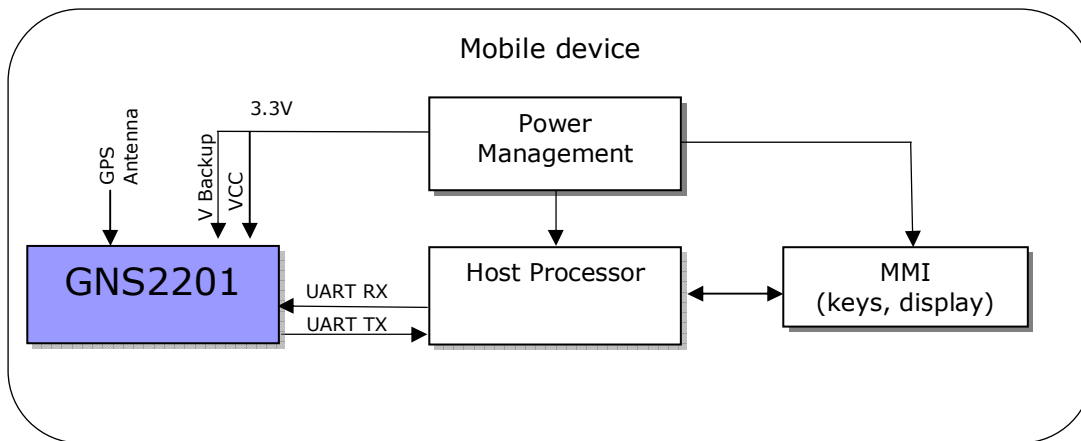 Mobile device
3.3V
Power
Management
GPS
Antenna
V Backup
VCC
GNS2201
UART RX
UART TX
Host Processor
MMI
(keys, display)